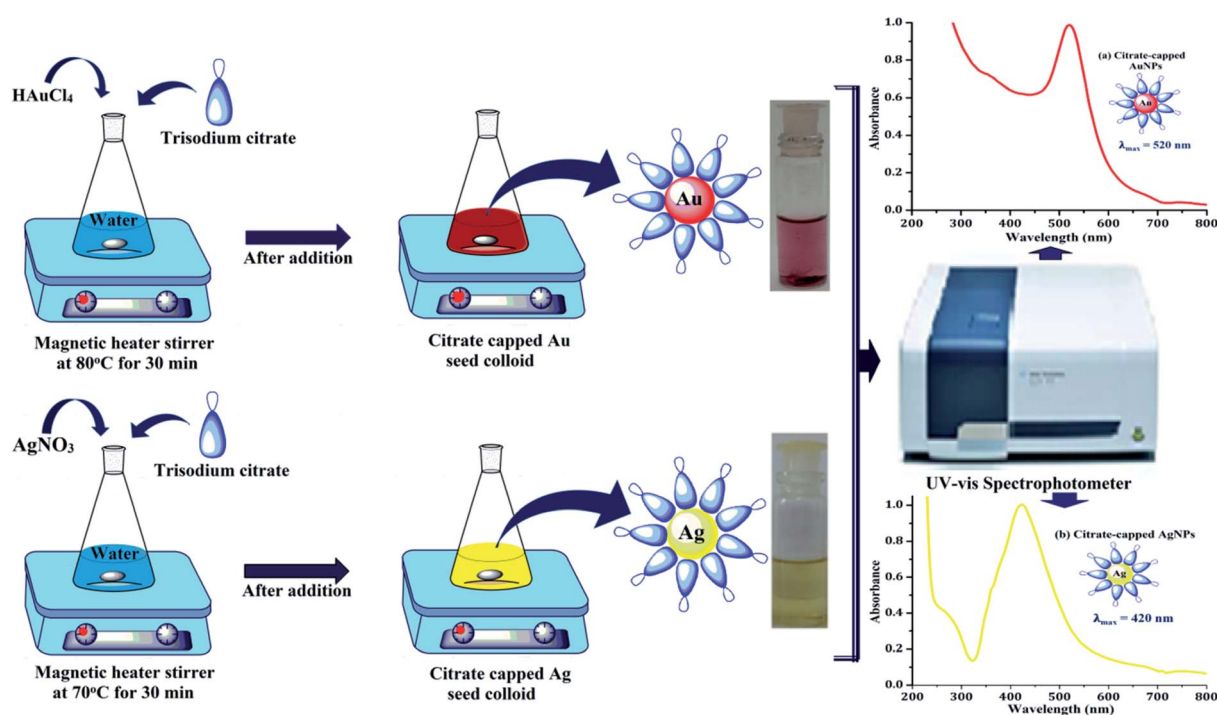 HAuCl₄
Trisodium citrate
Water
After addition
Magnetic heater stirrer
at 80°C for 30 min
Citrate capped Au
seed colloid
Au
AgNO₃
Trisodium citrate
Water
After addition
Magnetic heater stirrer
at 70°C for 30 min
Citrate capped Ag
seed colloid
Ag
Absorbance
1.0
0.8
0.6
0.4
0.2
0.0
200 300 400 500 600 700 800
Wavelength (nm)
(a) Citrate-capped
AuNPs
Au
λmax = 520 nm
UV-vis Spectrophotometer
Absorbance
1.0
0.8
0.6
0.4
0.2
0.0
200 300 400 500 600 700 800
Wavelength (nm)
(b) Citrate-capped AgNPs
Ag
λmax = 420 nm